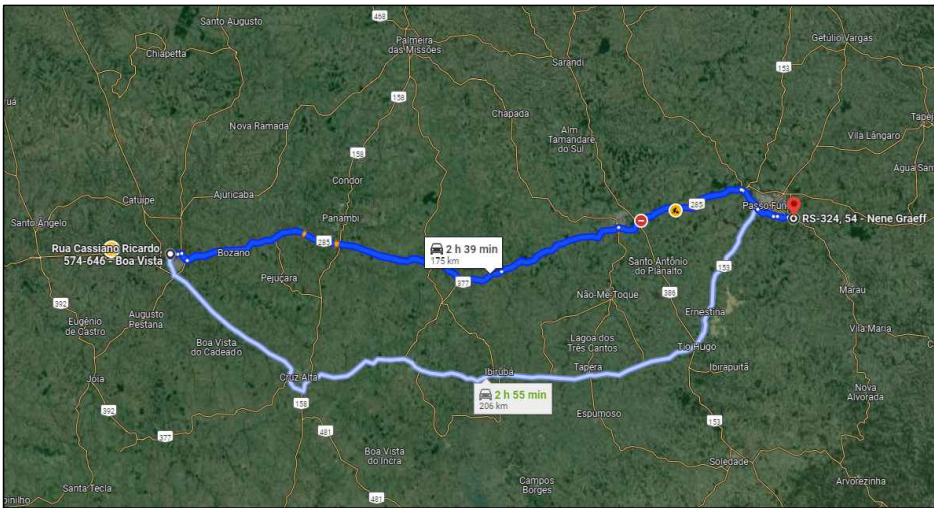 468
Santo Augusto
Getúlio Vargas
Palmeira
das Missões
Chiapetta
Sarandi
153
158
Tapej
Nova Ramada
Chapada
Alm
Tamandaré
do Sul
Vila Lângaro
158
Água San
Condor
Ajuricaba
Catuípe
Panambi
Passo Fun
285
RS-324, 54 - Nene Graeff
Santo Ângelo
Rua Cassiano Ricardo
574-646 - Boa Vista
Bozano
285
2 h 39 min
175 km
Santo Antônio
do Planalto
153
Pejuçara
377
Marau
Não-Me-Toque
386
392
Augusto
Pestana
Eugênio
de Castro
Ernestina
Vila Maria
Boa Vista
do Cadeado
Lagoa dos
Três Cantos
Tio Hugo
Ibirapuitã
Jóia
Cruz Alta
Ibirubá
Tapera
Nova
Alvorada
2 h 55 min
206 km
158
392
Espumoso
153
481
377
Boa Vista
do Incra
Soledade
Santa Tecla
Campos
Borges
Arvorezinha
481
pinilho